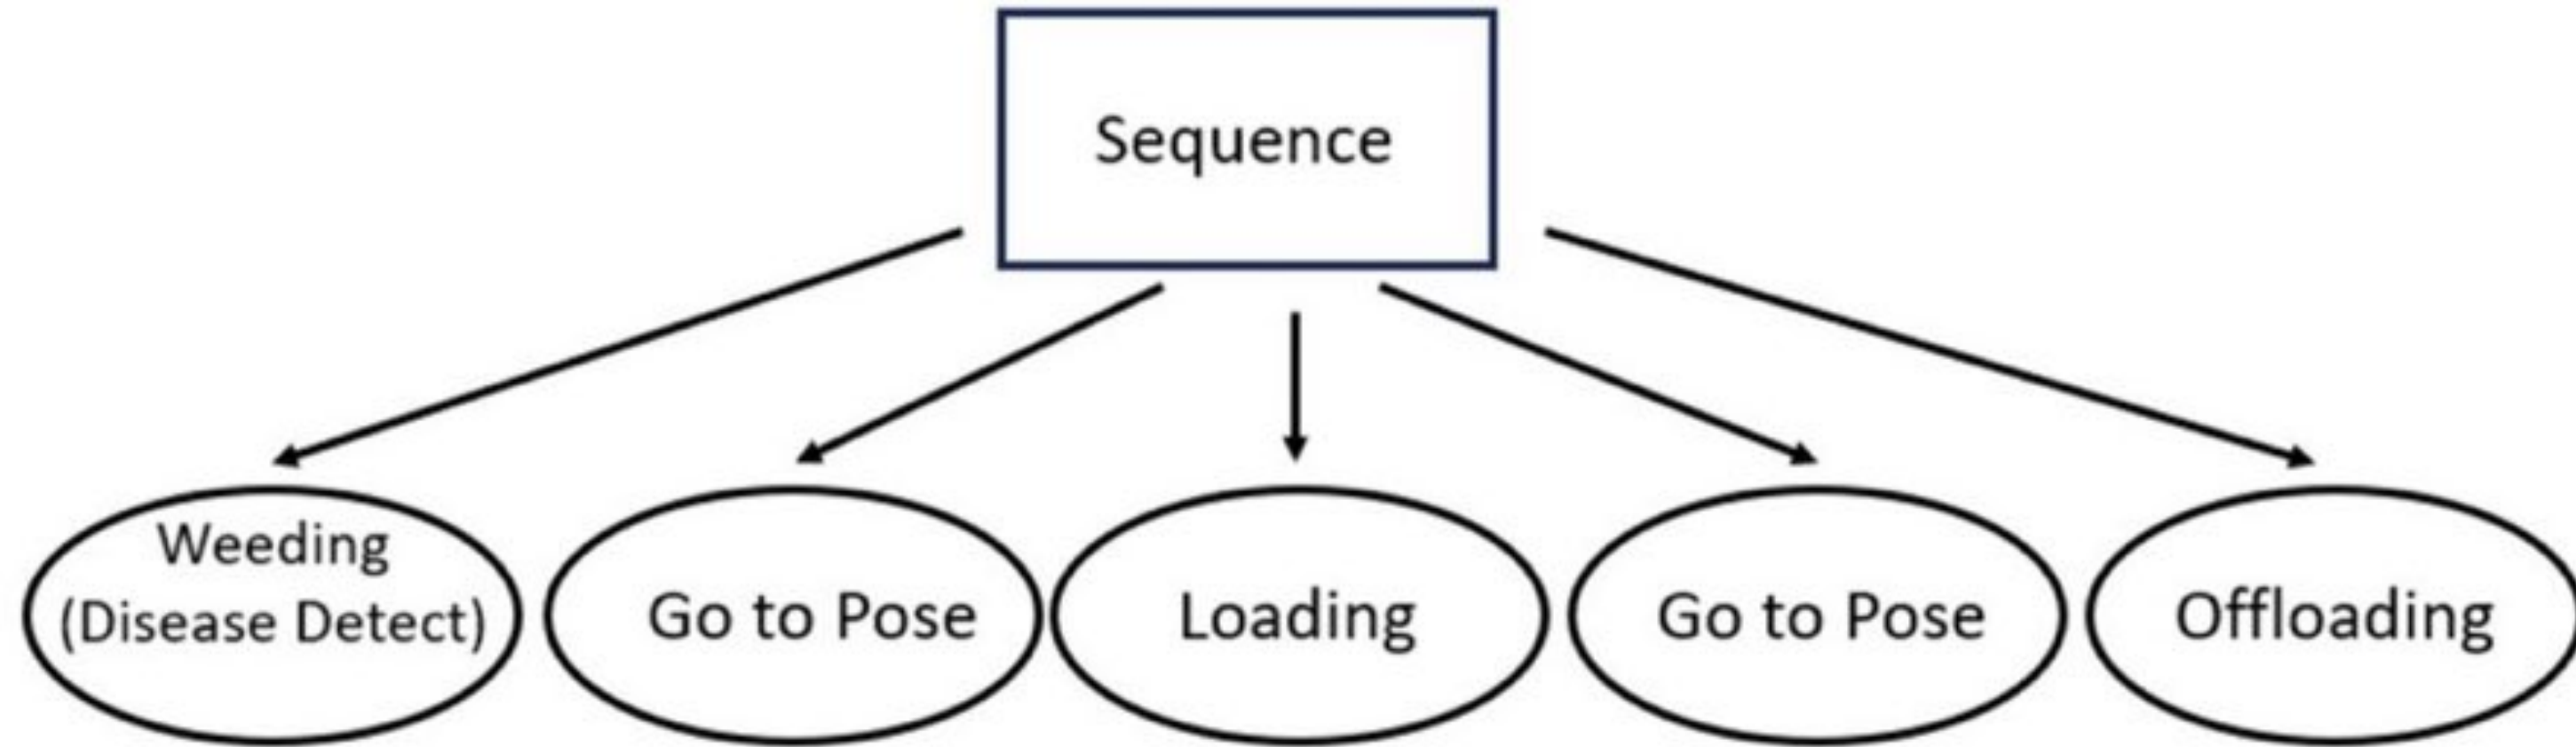 Sequence
Weeding
(Disease Detect)
Go to Pose
Loading
Go to Pose
Offloading